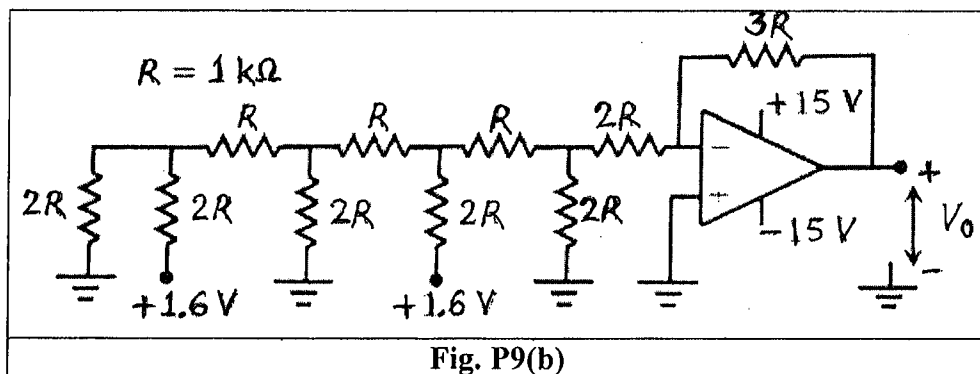 3R
R = 1 kΩ
+15 V
R R R 2R
−
+
2R 2R 2R 2R 2R
−15 V
+
V₀
−
+1.6 V +1.6 V
Fig. P9(b)